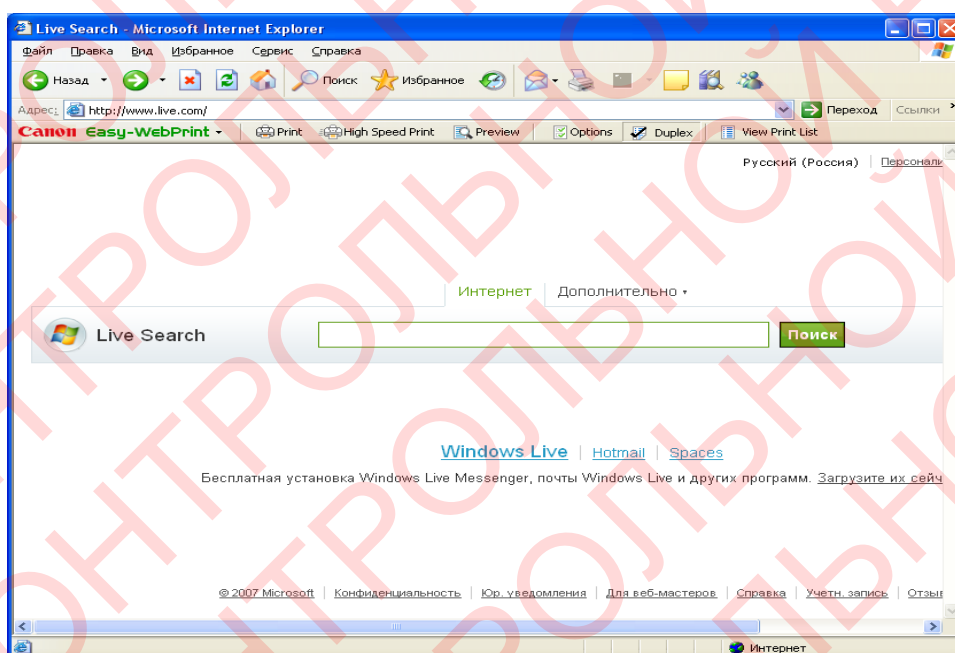 Live Search - Microsoft Internet Explorer
Файл Правка Вид Избранное Сервис Справка
Назад Поиск Избранное
Адрес: http://www.live.com/ Переход Ссылки »
Canon Easy-WebPrint Print High Speed Print Preview Options Duplex View Print List
Русский (Россия) Персонали
Интернет Дополнительно
Live Search Поиск
Windows Live Hotmail Spaces
Бесплатная установка Windows Live Messenger, почты Windows Live и других программ. Загрузите их сейч
© 2007 Microsoft Конфиденциальность Юр. уведомления Для веб-мастеров Справка Учетн. запись Отзыв
Интернет